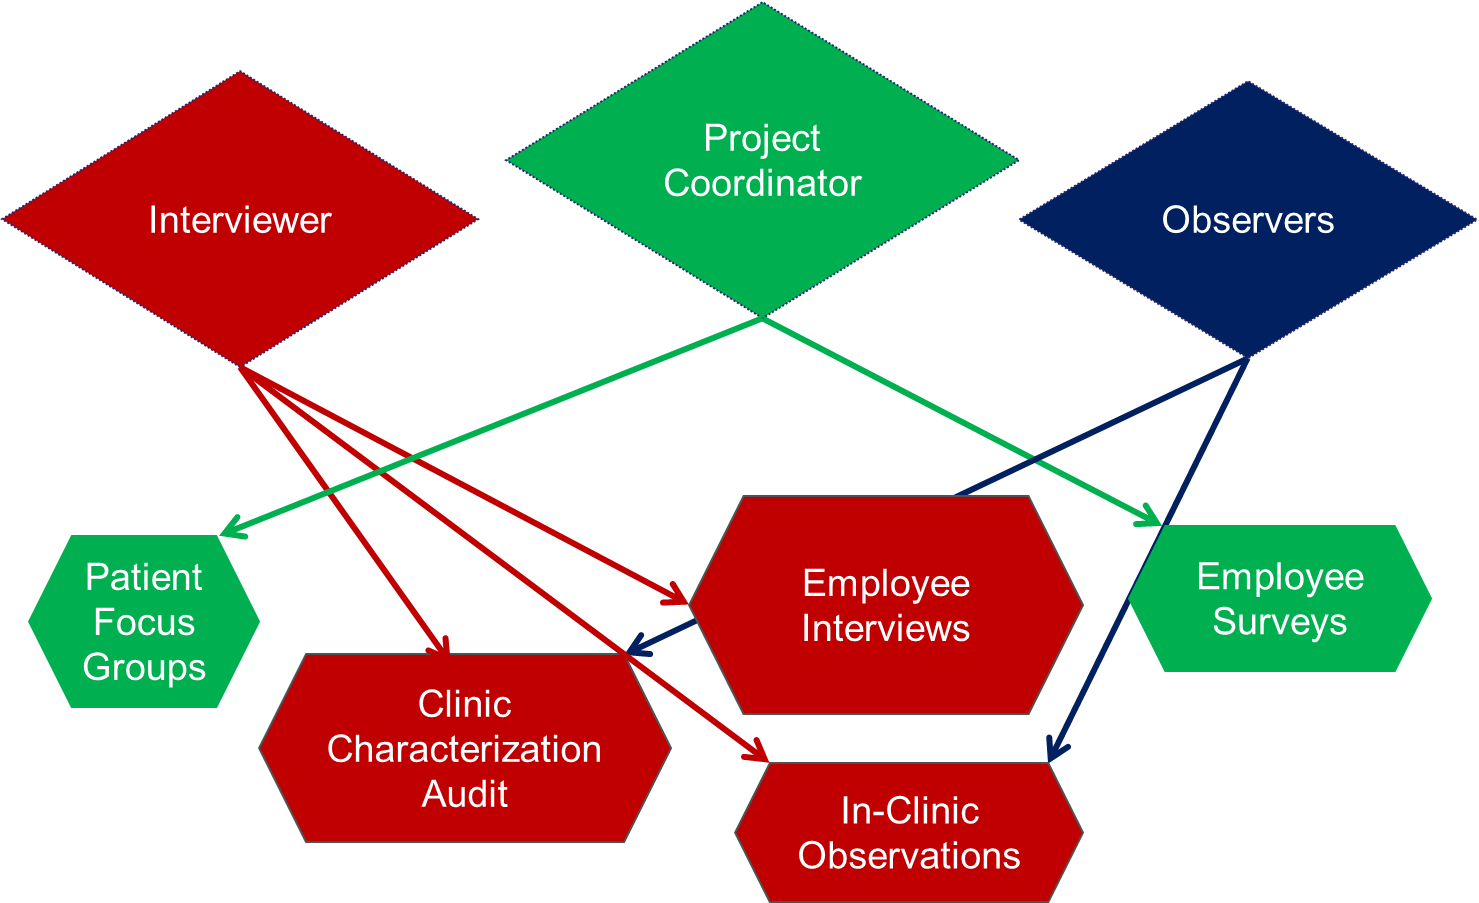 Project
Coordinator
Interviewer
Observers
Patient
Focus
Groups
Employee
Interviews
Employee
Surveys
Clinic
Characterization
Audit
In-Clinic
Observations